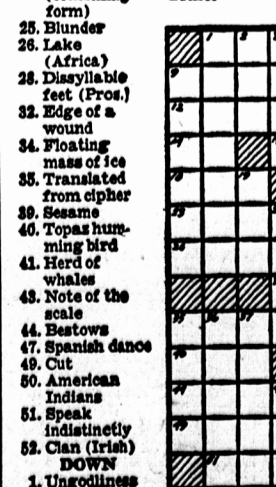 form)
25. Blunder
26. Lake
(Africa)
28. Dissyllable
feet (Pros.)
32. Edge of a
wound
34. Floating
mass of ice
35. Translated
from cipher
39. Sesame
40. Topaz hum-
ming bird
41. Herd of
whales
43. Note of the
scale
44. Bestows
47. Spanish dance
49. Cut
50. American
Indians
51. Speak
indistinctly
52. Clan (Irish)
DOWN
1. Ungodliness